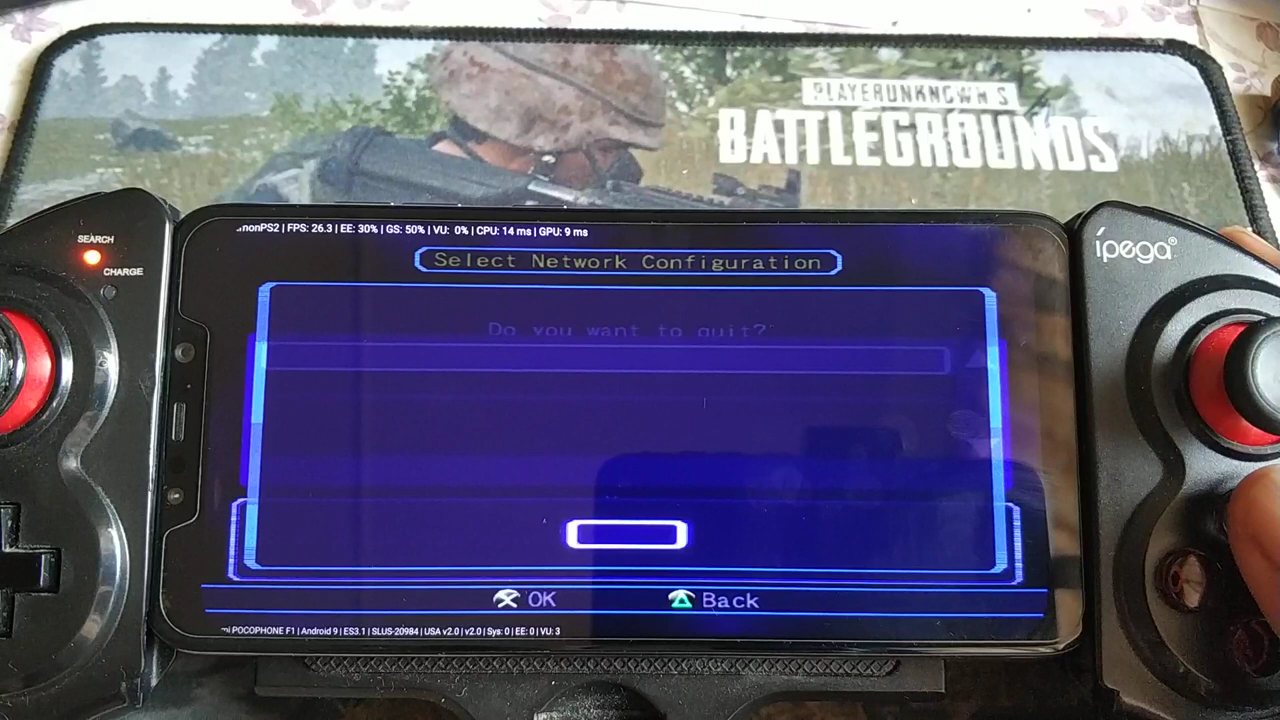 PLAYERUNKNOWN'S
BATTLEGROUNDS
SEARCH
CHARGE
ípega®
nonPS2 | FPS: 26.3 | EE: 30% | GS: 50% | VU: 0% | CPU: 14 ms | GPU: 9 ms
Select Network Configuration
Do you want to quit?
OK
Back
POCOPHONE F1 | Android 9 | ES3.1 | SLUS-20984 | USA v2.0 | v2.0 | Sys: 0 | EE: 0 | VU: 3